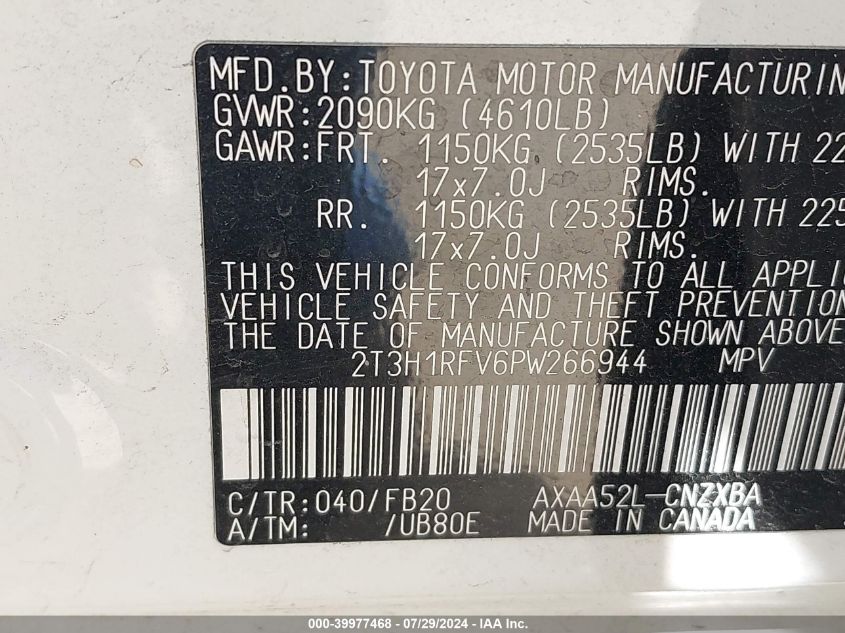 MFD.BY:TOYOTA MOTOR MANUFACTURIN
GVWR:2090KG (4610LB)
GAWR:FRT. 1150KG (2535LB) WITH 22
17x7.0J RIMS.
RR. 1150KG (2535LB) WITH 225
17x7.0J RIMS.
THIS VEHICLE CONFORMS TO ALL APPLIC
VEHICLE SAFETY AND THEFT PREVENTION
THE DATE OF MANUFACTURE SHOWN ABOVE
2T3H1RFV6PW266944 MPV
C/TR:040/FB20 AXAA52L-CNZXBA
A/TM: /UB80E MADE IN CANADA
000-39977468 - 07/29/2024 - IAA Inc.